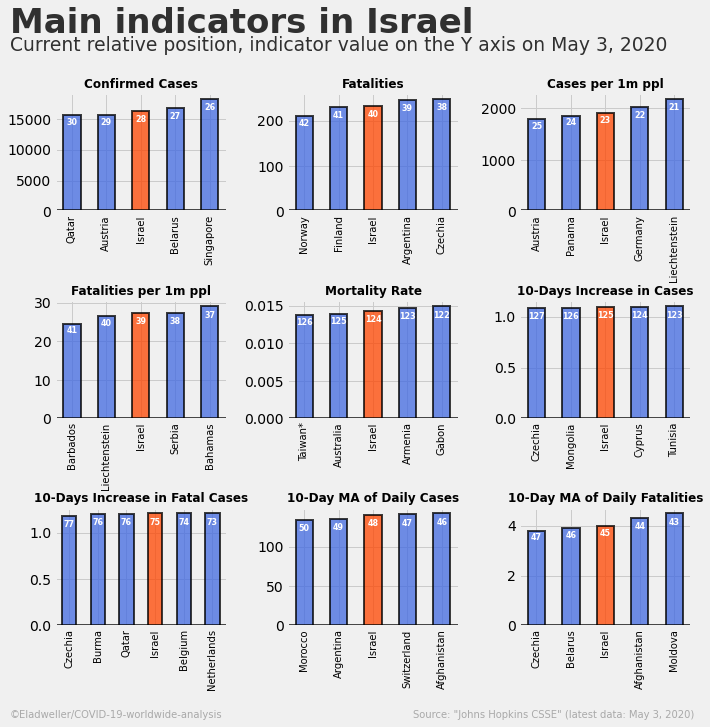 Main indicators in Israel
Current relative position, indicator value on the Y axis on May 3, 2020
Confirmed Cases
15000
10000
5000
0
30 29 28 27 26
Qatar Austria Israel Belarus Singapore
Fatalities
200
100
0
42 41 40 39 38
Norway Finland Israel Argentina Czechia
Cases per 1m ppl
2000
1000
0
25 24 23 22 21
Austria Panama Israel Germany Liechtenstein
Fatalities per 1m ppl
30
20
10
0
41 40 39 38 37
Barbados Liechtenstein Israel Serbia Bahamas
Mortality Rate
0.015
0.010
0.005
0.000
126 125 124 123 122
Taiwan* Australia Israel Armenia Gabon
10-Days Increase in Cases
1.0
0.5
0.0
127 126 125 124 123
Czechia Mongolia Israel Cyprus Tunisia
10-Days Increase in Fatal Cases
1.0
0.5
0.0
77 76 76 75 74 73
Czechia Burma Qatar Israel Belgium Netherlands
10-Day MA of Daily Cases
100
50
0
50 49 48 47 46
Morocco Argentina Israel Switzerland Afghanistan
10-Day MA of Daily Fatalities
4
2
0
47 46 45 44 43
Czechia Belarus Israel Afghanistan Moldova
©Eladweller/COVID-19-worldwide-analysis
Source: "Johns Hopkins CSSE" (latest data: May 3, 2020)